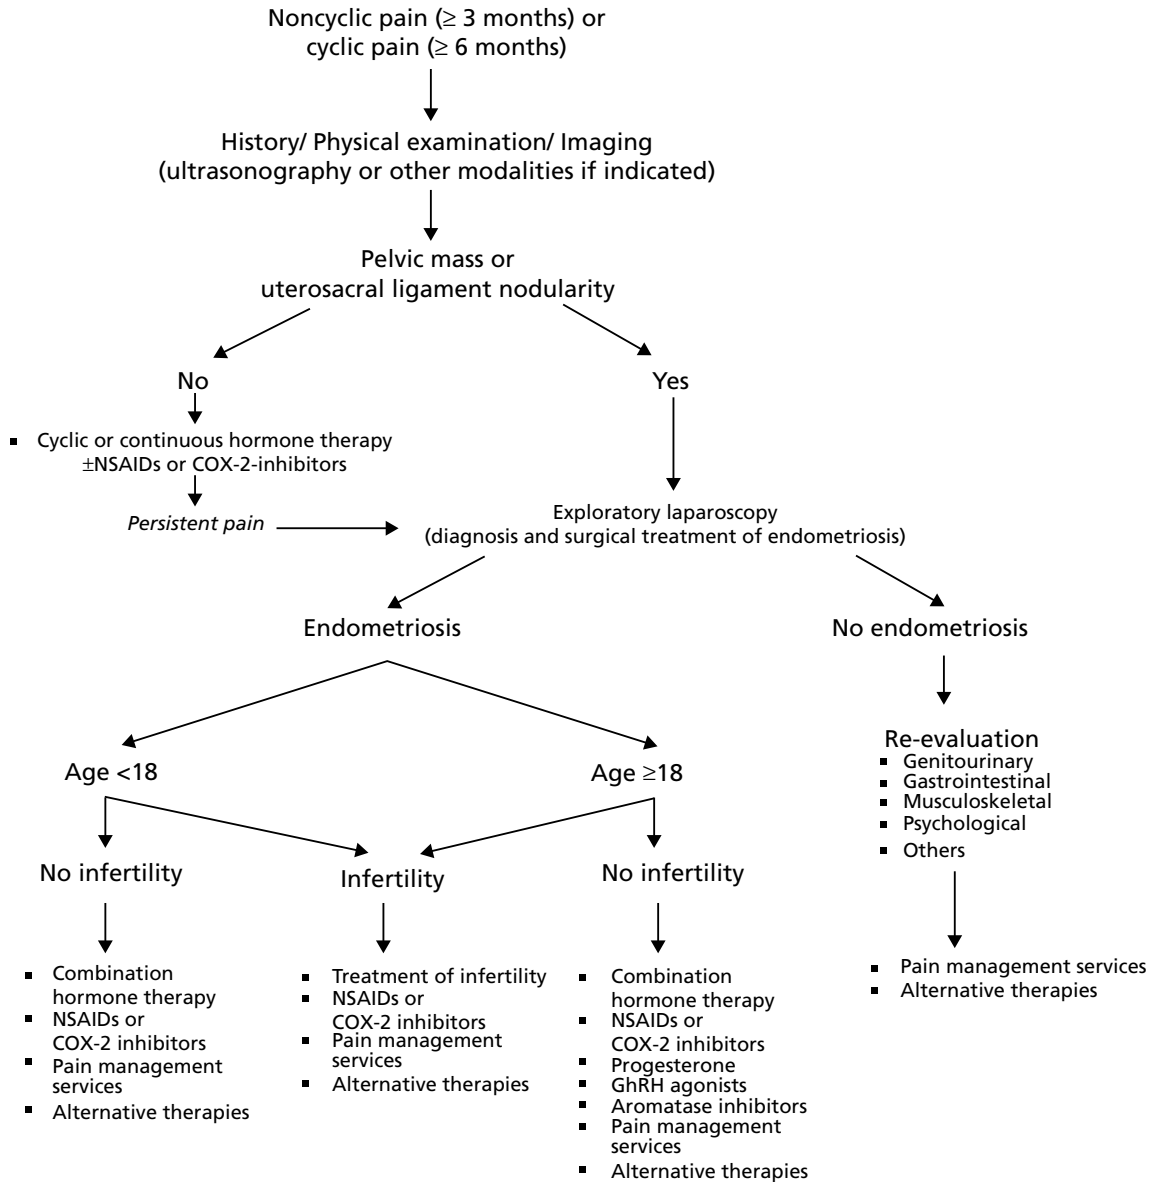 Noncyclic pain (≥ 3 months) or
cyclic pain (≥ 6 months)
History/ Physical examination/ Imaging
(ultrasonography or other modalities if indicated)
Pelvic mass or
uterosacral ligament nodularity
No
Yes
▪ Cyclic or continuous hormone therapy
±NSAIDs or COX-2-inhibitors
Persistent pain
Exploratory laparoscopy
(diagnosis and surgical treatment of endometriosis)
Endometriosis
No endometriosis
Age <18
Age ≥18
Re-evaluation
▪ Genitourinary
▪ Gastrointestinal
▪ Musculoskeletal
▪ Psychological
▪ Others
No infertility
Infertility
No infertility
▪ Combination
hormone therapy
▪ NSAIDs or
COX-2 inhibitors
▪ Pain management
services
▪ Alternative therapies
▪ Treatment of infertility
▪ NSAIDs or
COX-2 inhibitors
▪ Pain management
services
▪ Alternative therapies
▪ Combination
hormone therapy
▪ NSAIDs or
COX-2 inhibitors
▪ Progesterone
▪ GhRH agonists
▪ Aromatase inhibitors
▪ Pain management
services
▪ Alternative therapies
▪ Pain management services
▪ Alternative therapies